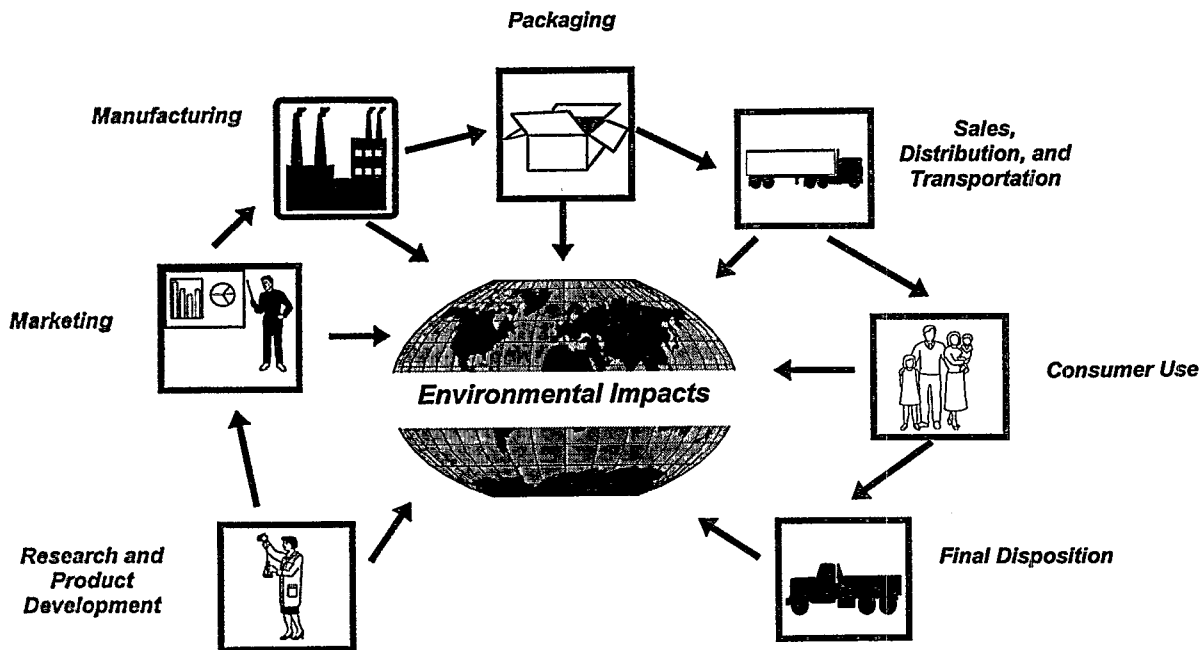 Packaging
Manufacturing
Sales,
Distribution, and
Transportation
Marketing
Environmental Impacts
Consumer Use
Research and
Product
Development
Final Disposition